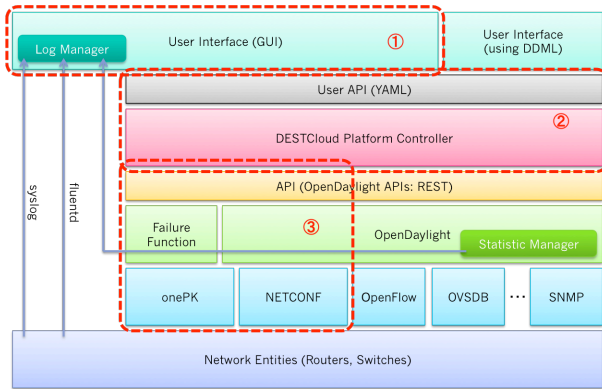 Log Manager
User Interface (GUI)
①
User Interface
(using DDML)
User API (YAML)
DESTCloud Platform Controller
②
API (OpenDaylight APIs: REST)
syslog
fluentd
Failure
Function
③
OpenDaylight
Statistic Manager
onePK
NETCONF
OpenFlow
OVSDB
...
SNMP
Network Entities (Routers, Switches)